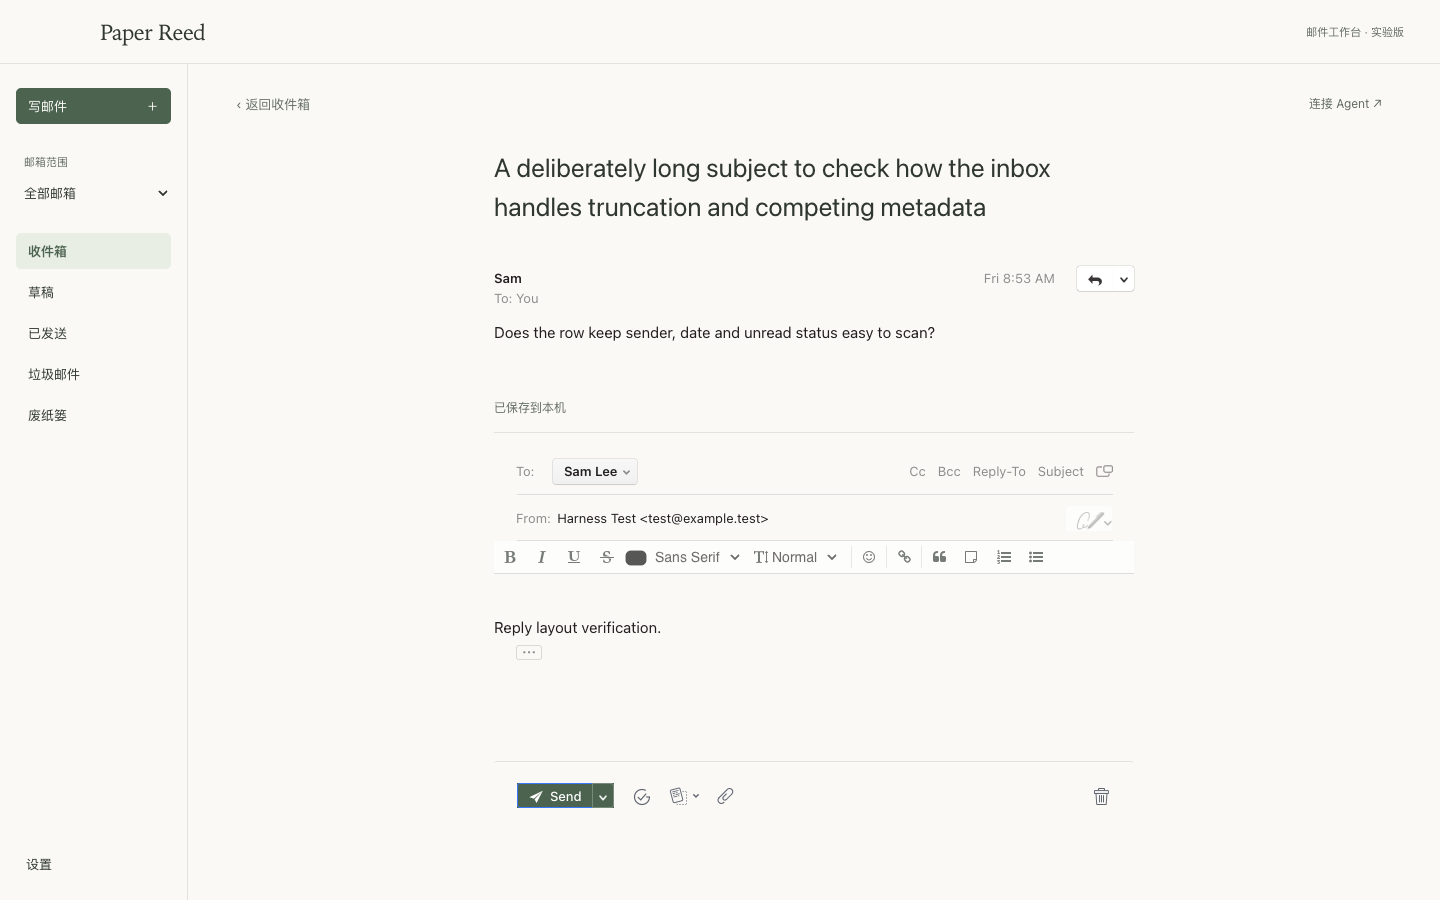 Paper Reed
邮件工作台 · 实验版
写邮件 +
邮箱范围
全部邮箱
收件箱
草稿
已发送
垃圾邮件
废纸篓
设置
‹ 返回收件箱
连接 Agent ↗
A deliberately long subject to check how the inbox
handles truncation and competing metadata
Sam
Fri 8:53 AM
To: You
Does the row keep sender, date and unread status easy to scan?
已保存到本机
To: Sam Lee Cc Bcc Reply-To Subject
From: Harness Test <test@example.test>
B I U S Sans Serif Normal
Reply layout verification.
Send